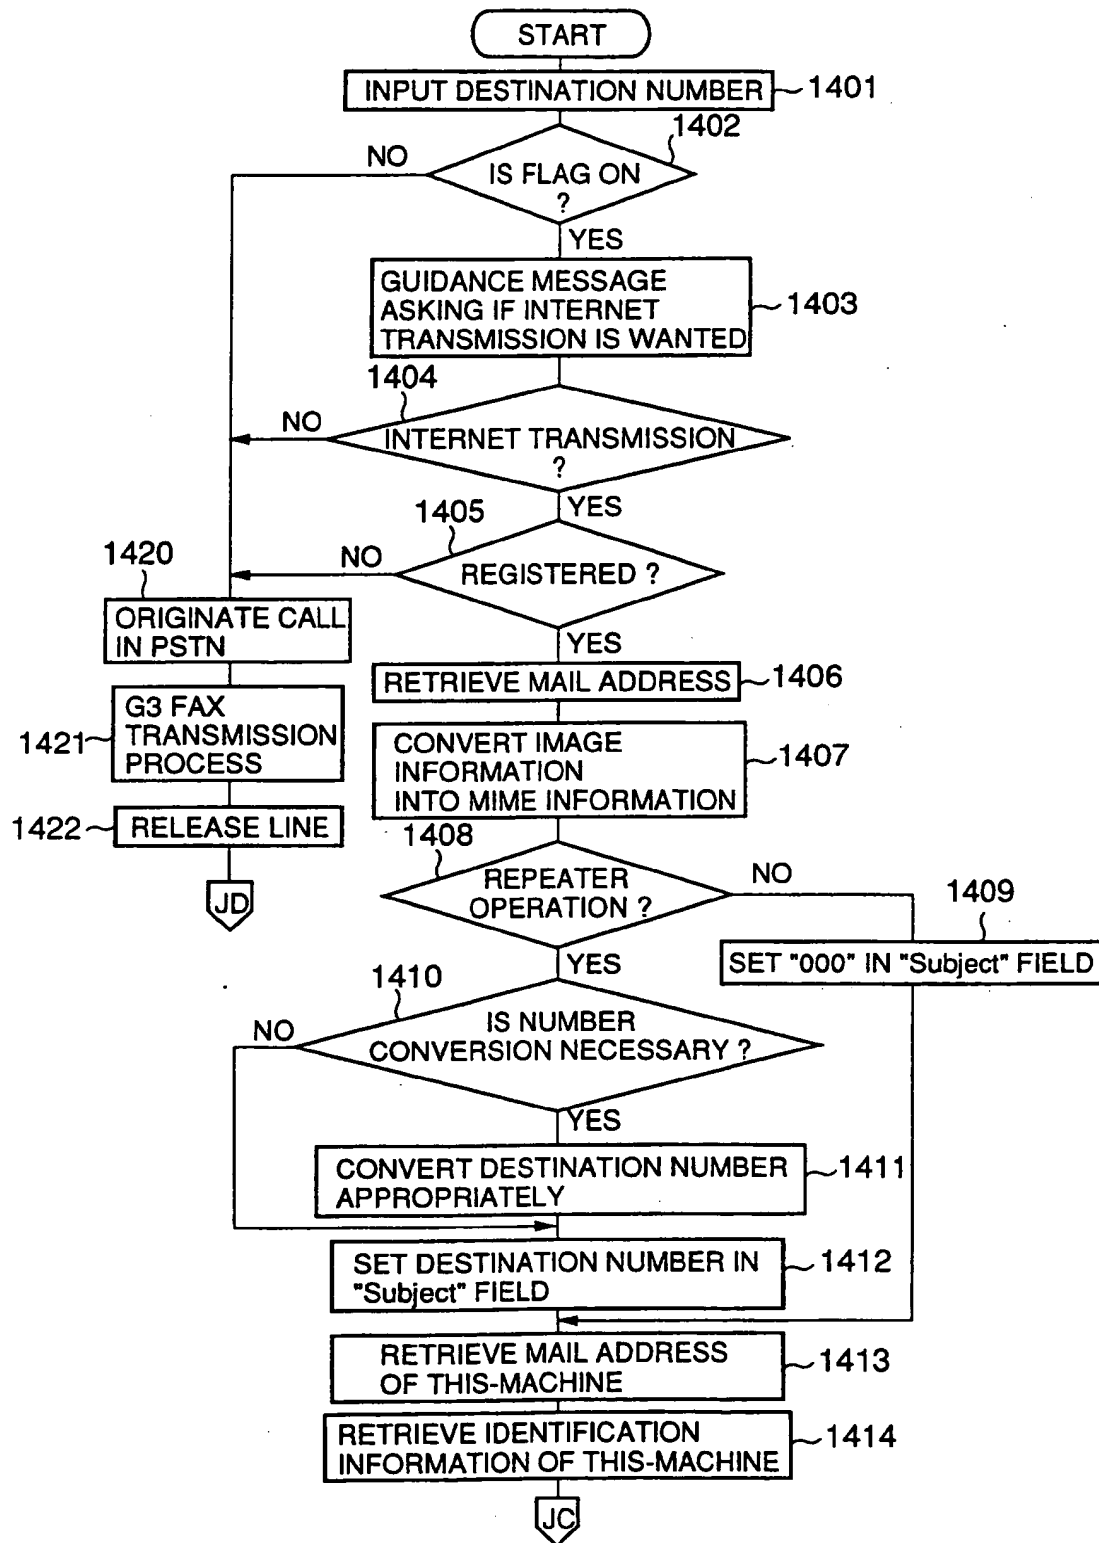 START
INPUT DESTINATION NUMBER
1401
1402
NO
IS FLAG ON
?
YES
GUIDANCE MESSAGE
ASKING IF INTERNET
TRANSMISSION IS WANTED
1403
1404
NO
INTERNET TRANSMISSION
?
YES
1405
NO
REGISTERED ?
YES
1420
ORIGINATE CALL
IN PSTN
RETRIEVE MAIL ADDRESS
1406
1421
G3 FAX
TRANSMISSION
PROCESS
CONVERT IMAGE
INFORMATION
INTO MIME INFORMATION
1407
1422
RELEASE LINE
JD
1408
REPEATER
OPERATION ?
NO
YES
1409
SET "000" IN "Subject" FIELD
1410
NO
IS NUMBER
CONVERSION NECESSARY ?
YES
CONVERT DESTINATION NUMBER
APPROPRIATELY
1411
SET DESTINATION NUMBER IN
"Subject" FIELD
1412
RETRIEVE MAIL ADDRESS
OF THIS-MACHINE
1413
RETRIEVE IDENTIFICATION
INFORMATION OF THIS-MACHINE
1414
JC